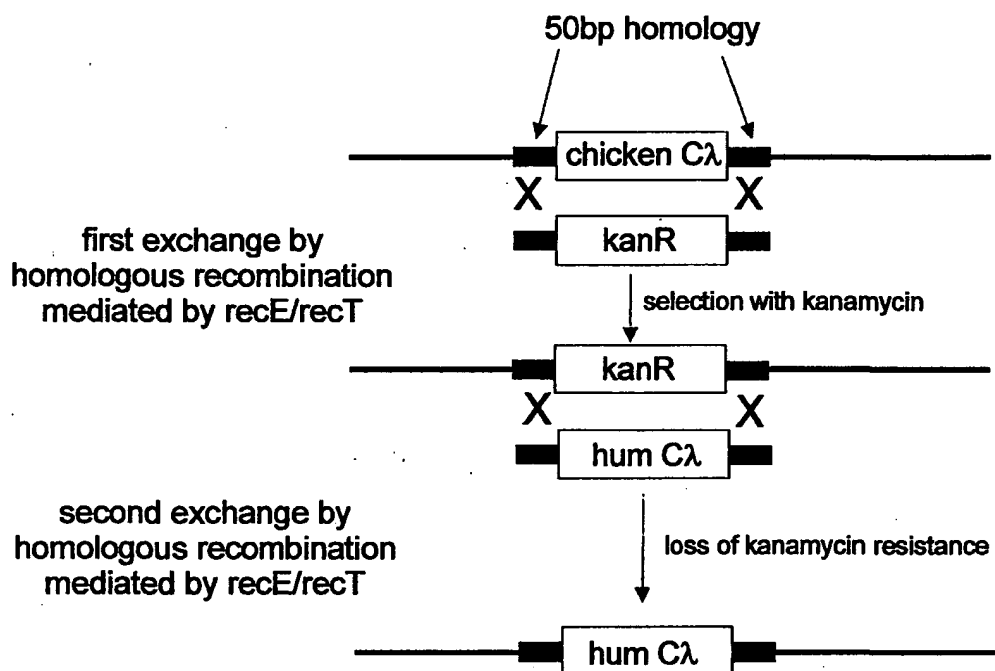 50bp homology
chicken Cλ
X X
kanR
first exchange by
homologous recombination
mediated by recE/recT
selection with kanamycin
kanR
X X
hum Cλ
second exchange by
homologous recombination
mediated by recE/recT
loss of kanamycin resistance
hum Cλ